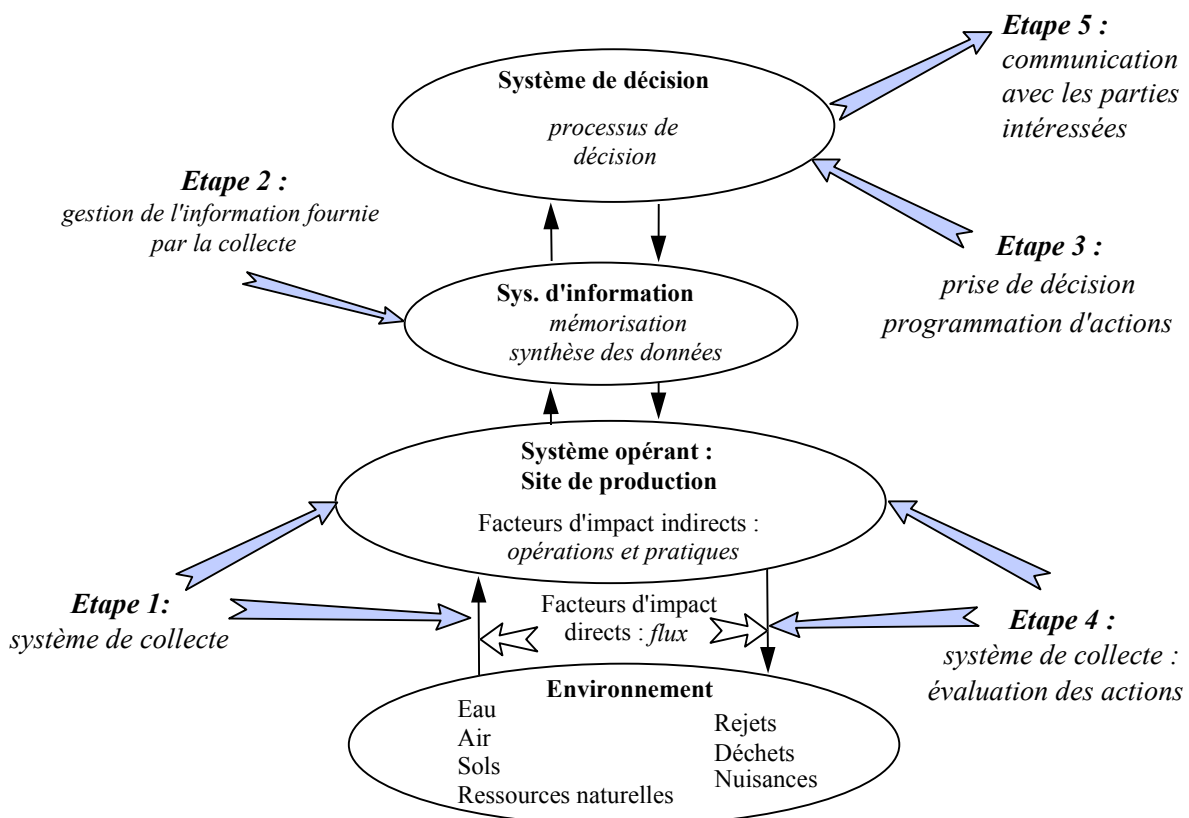 Etape 5 :
communication
avec les parties
intéressées
Système de décision
processus de
décision
Etape 2 :
gestion de l'information fournie
par la collecte
Etape 3 :
prise de décision
programmation d'actions
Sys. d'information
mémorisation
synthèse des données
Système opérant :
Site de production
Facteurs d'impact indirects :
opérations et pratiques
Etape 1:
système de collecte
Facteurs d'impact
directs : flux
Etape 4 :
système de collecte :
évaluation des actions
Environnement
Eau
Air
Sols
Ressources naturelles
Rejets
Déchets
Nuisances